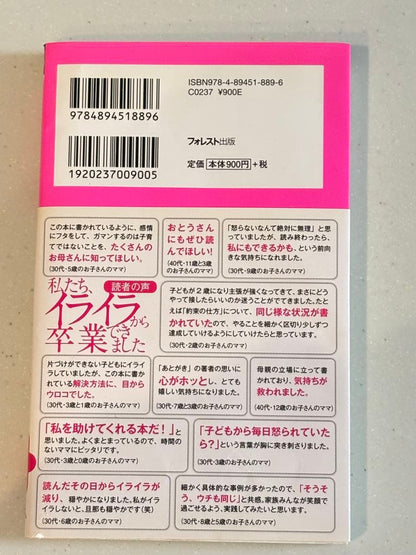 ISBN978-4-89451-889-6
C0237 ¥900E
9784894518896
フォレスト出版
定価 本体900円+税
1920237009005
この本に書かれているように、感情
にフタをして、ガマンするのは子育
てではないことを、たくさんの
お母さんに知ってほしい。
(30代・5歳のお子さんのママ)
おとうさん
にもぜひ読
んでほしい!
(40代・11歳と3歳
のお子さんのママ)
「怒らないなんて絶対に無理」と思
っていましたが、読み終わったら、
私にもできるかも、という前向
きな気持ちになれました。
(30代・9歳のお子さんのママ)
私たち、
イライラから
卒業できました
読者の声
子どもが2歳になり主張が強くなってきて、まさにどう
やって接したらいいのか迷うことがでてきました。たと
えば「約束の仕方」について、同じ様な状況が書
かれていたので、やることを細かく区切り少しずつ
達成していけるようにしていけたらと思っています。
(30代・2歳のお子さんのママ)
片づけができない子どもにイライ
ラしていましたが、この本に書か
れている解決方法に、目から
ウロコでした。
(30代・3歳と1歳のお子さんのママ)
「あとがき」の著者の思いに
心がホッとし、とても
嬉しい気持ちになりました。
(30代・7歳と3歳のお子さんのママ)
母親の立場に立って書
かれており、気持ちが
救われました。
(40代・12歳のお子さんのママ)
「私を助けてくれる本だ!」と
思いました。よくまとまっているので、時間の
ないママにピッタリです。
(30代・3歳と0歳のお子さんのママ)
「子どもから毎日怒られていた
ら?」という言葉が胸に突き刺さりました。
(30代・3歳のお子さんのママ)
読んだその日からイライラが
減り、穏やかになりました。私がイ
ライラしないと、旦那も穏やかです(笑)
(30代・6歳のお子さんのママ)
細かく具体的な事例が多かったので、「そうそ
う、ウチも同じ」と共感。家族みんなが笑顔で
過ごせるよう、実践してみたいと思います。
(30代・8歳と5歳のお子さんのママ)